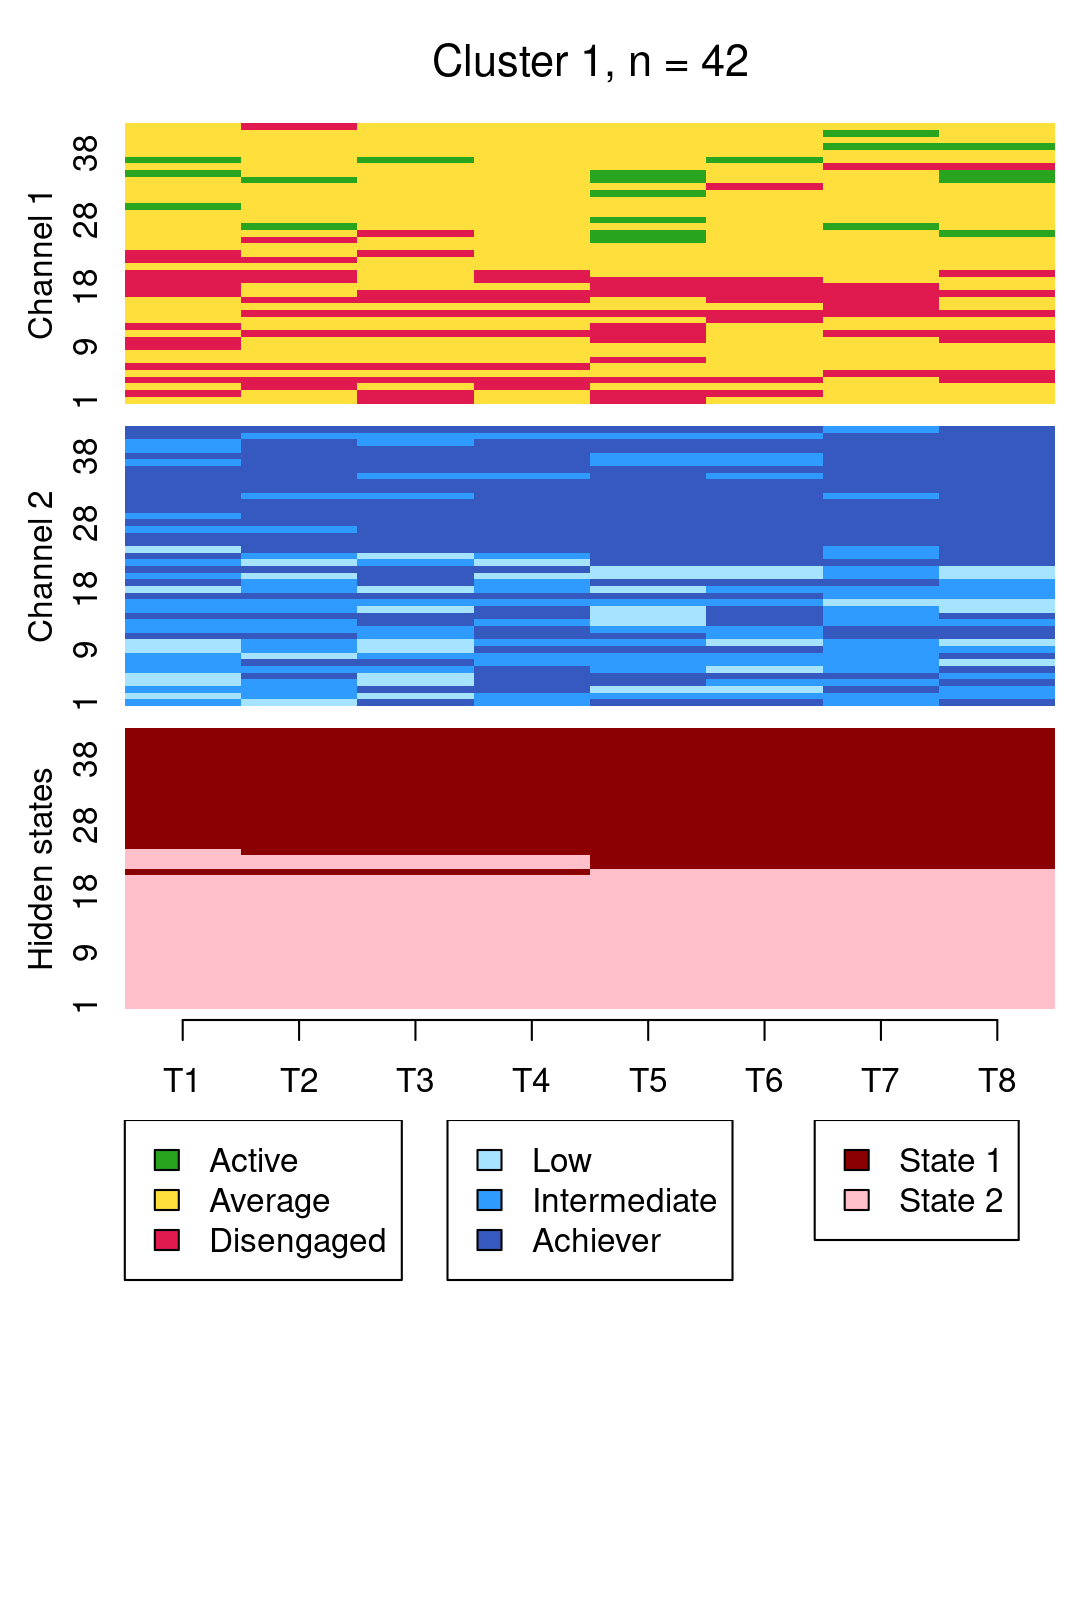 Cluster 1, n = 42
Channel 1
38
28
18
9
1
Channel 2
38
28
18
9
1
Hidden states
38
28
18
9
1
T1 T2 T3 T4 T5 T6 T7 T8
Active
Average
Disengaged
Low
Intermediate
Achiever
State 1
State 2